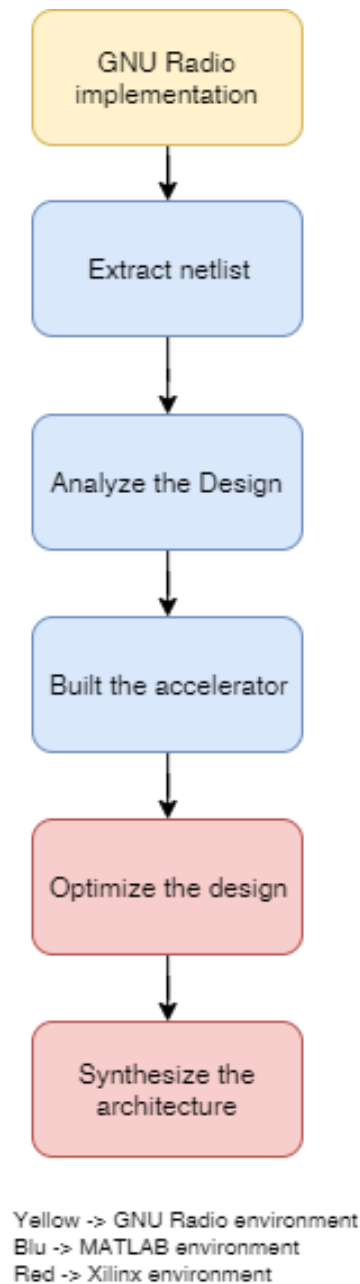 GNU Radio
implementation
Extract netlist
Analyze the Design
Built the accelerator
Optimize the design
Synthesize the
architecture
Yellow -> GNU Radio environment
Blu -> MATLAB environment
Red -> Xilinx environment